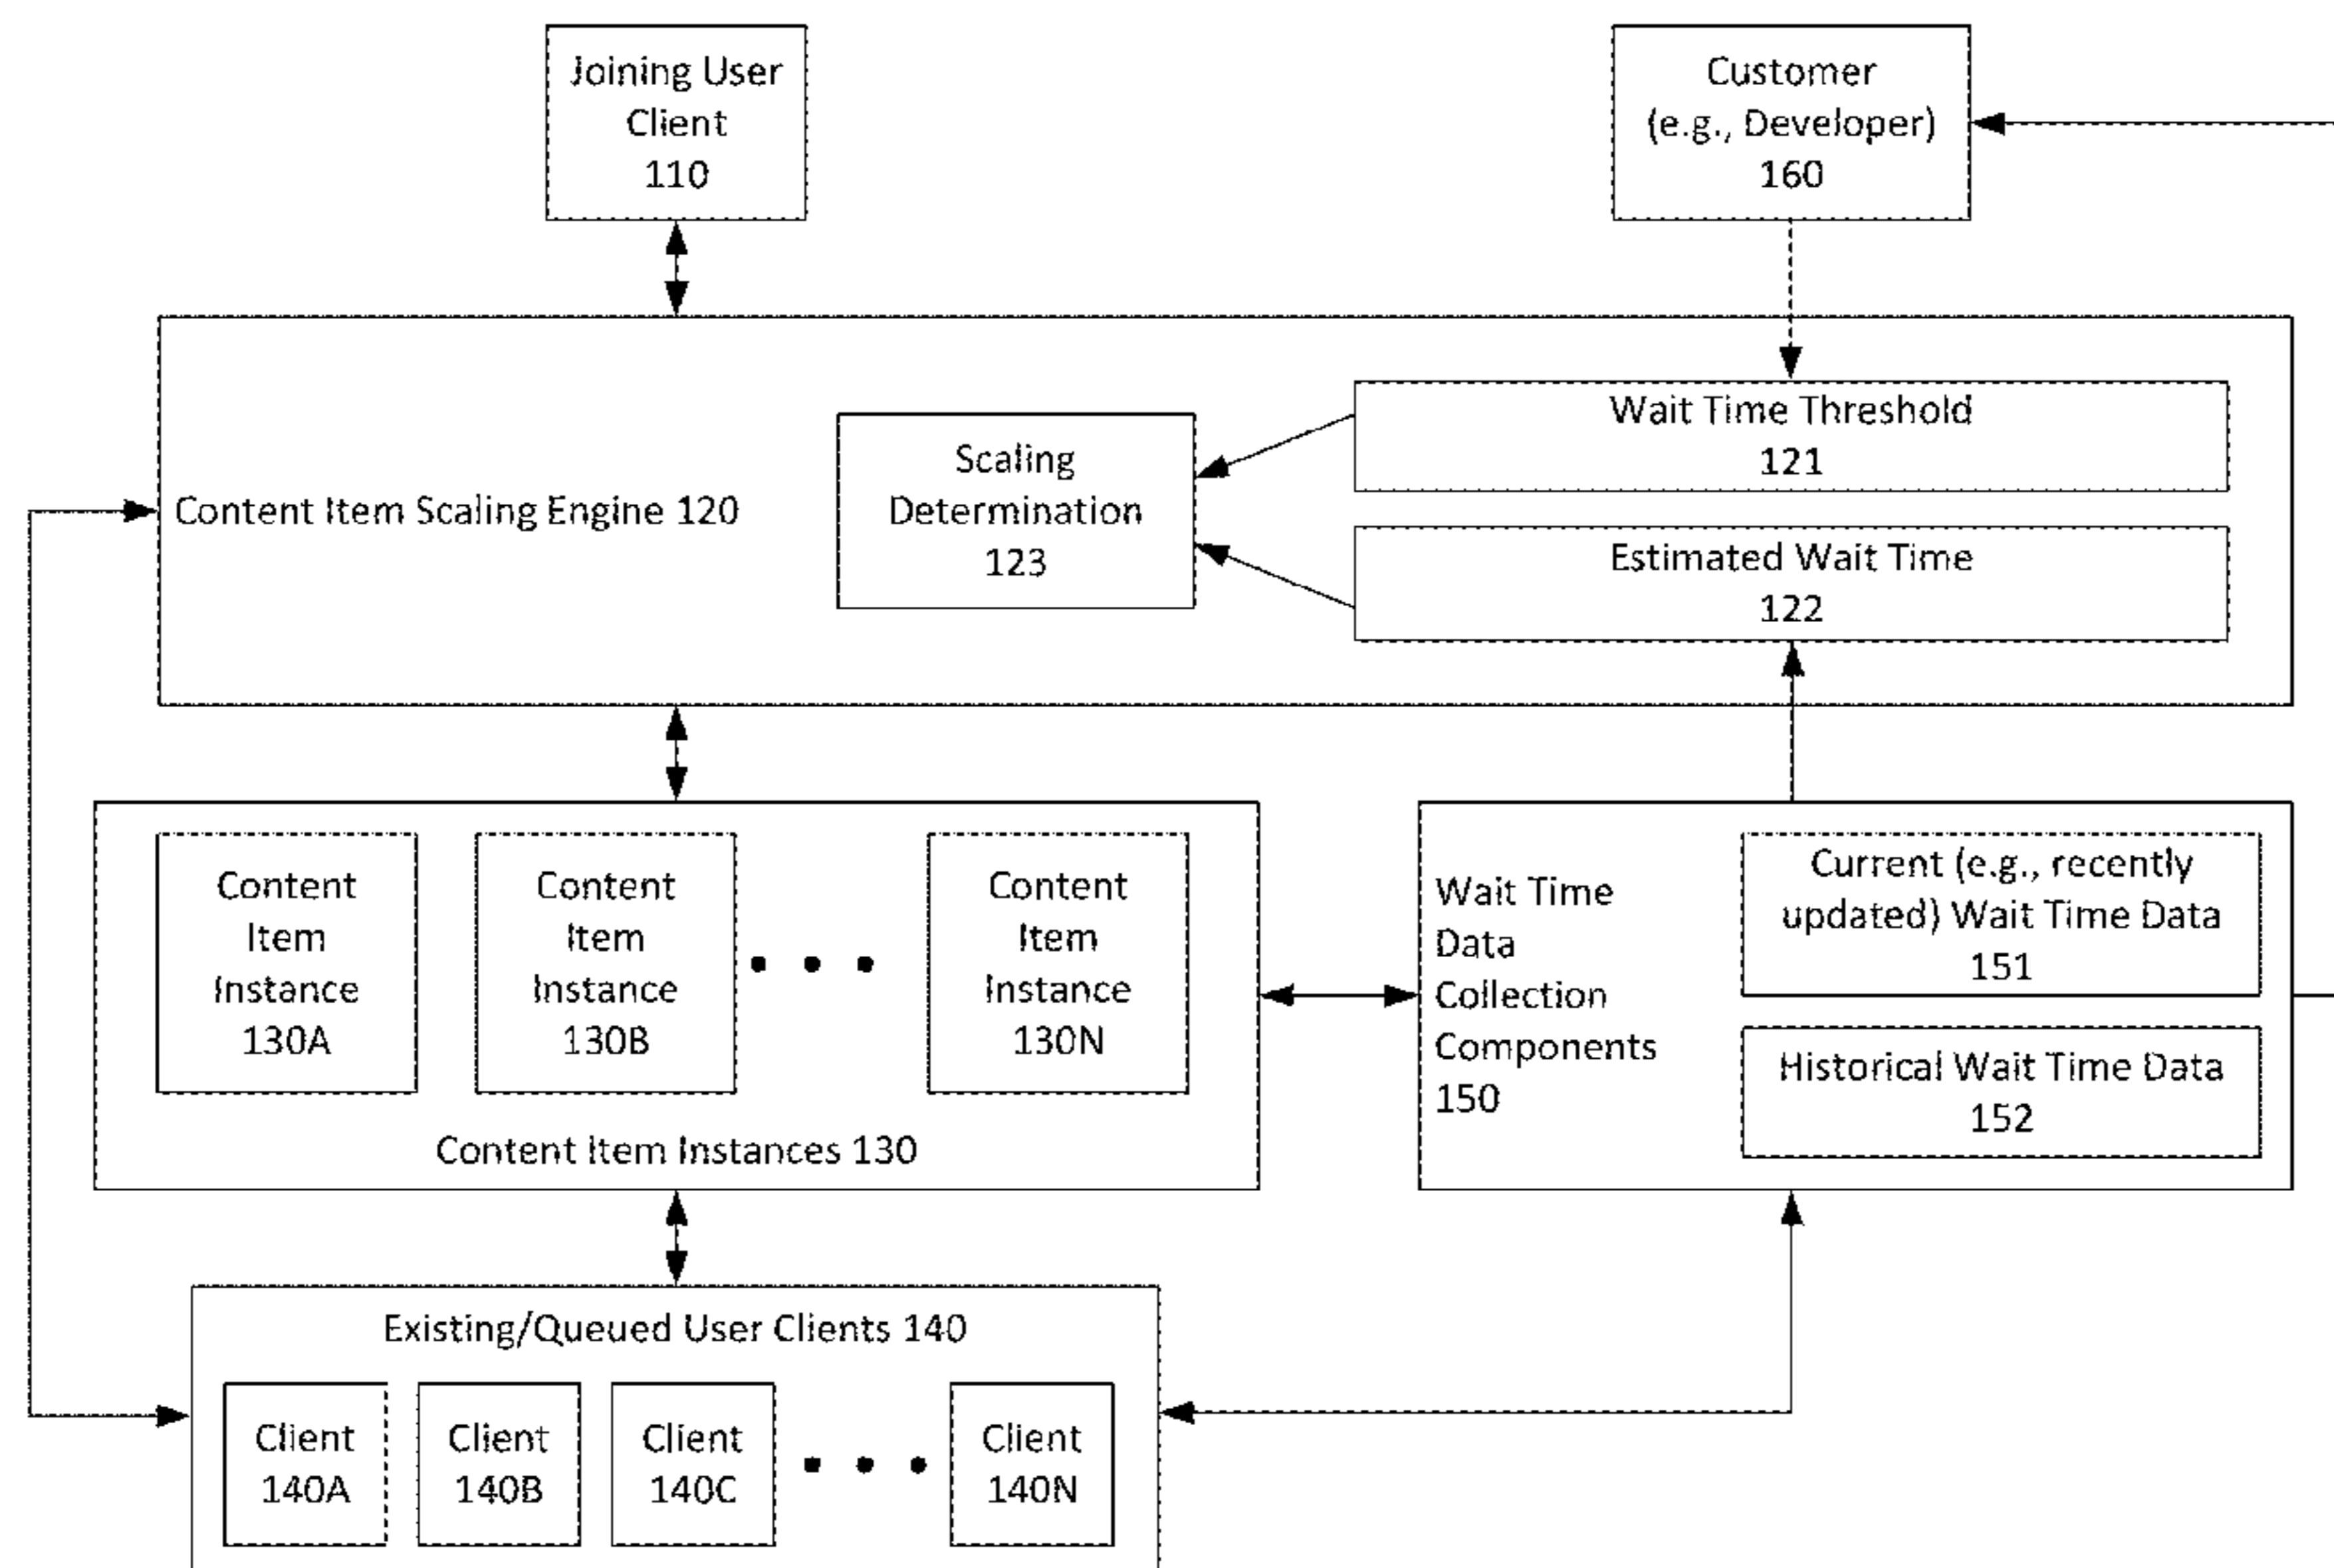 Joining User
Client
110
Customer
(e.g., Developer)
160
Content Item Scaling Engine 120
Scaling
Determination
123
Wait Time Threshold
121
Estimated Wait Time
122
Content
Item
Instance
130A
Content
Item
Instance
130B
Content
Item
Instance
130N
Content Item Instances 130
Wait Time
Data
Collection
Components
150
Current (e.g., recently
updated) Wait Time Data
151
Historical Wait Time Data
152
Existing/Queued User Clients 140
Client
140A
Client
140B
Client
140C
Client
140N